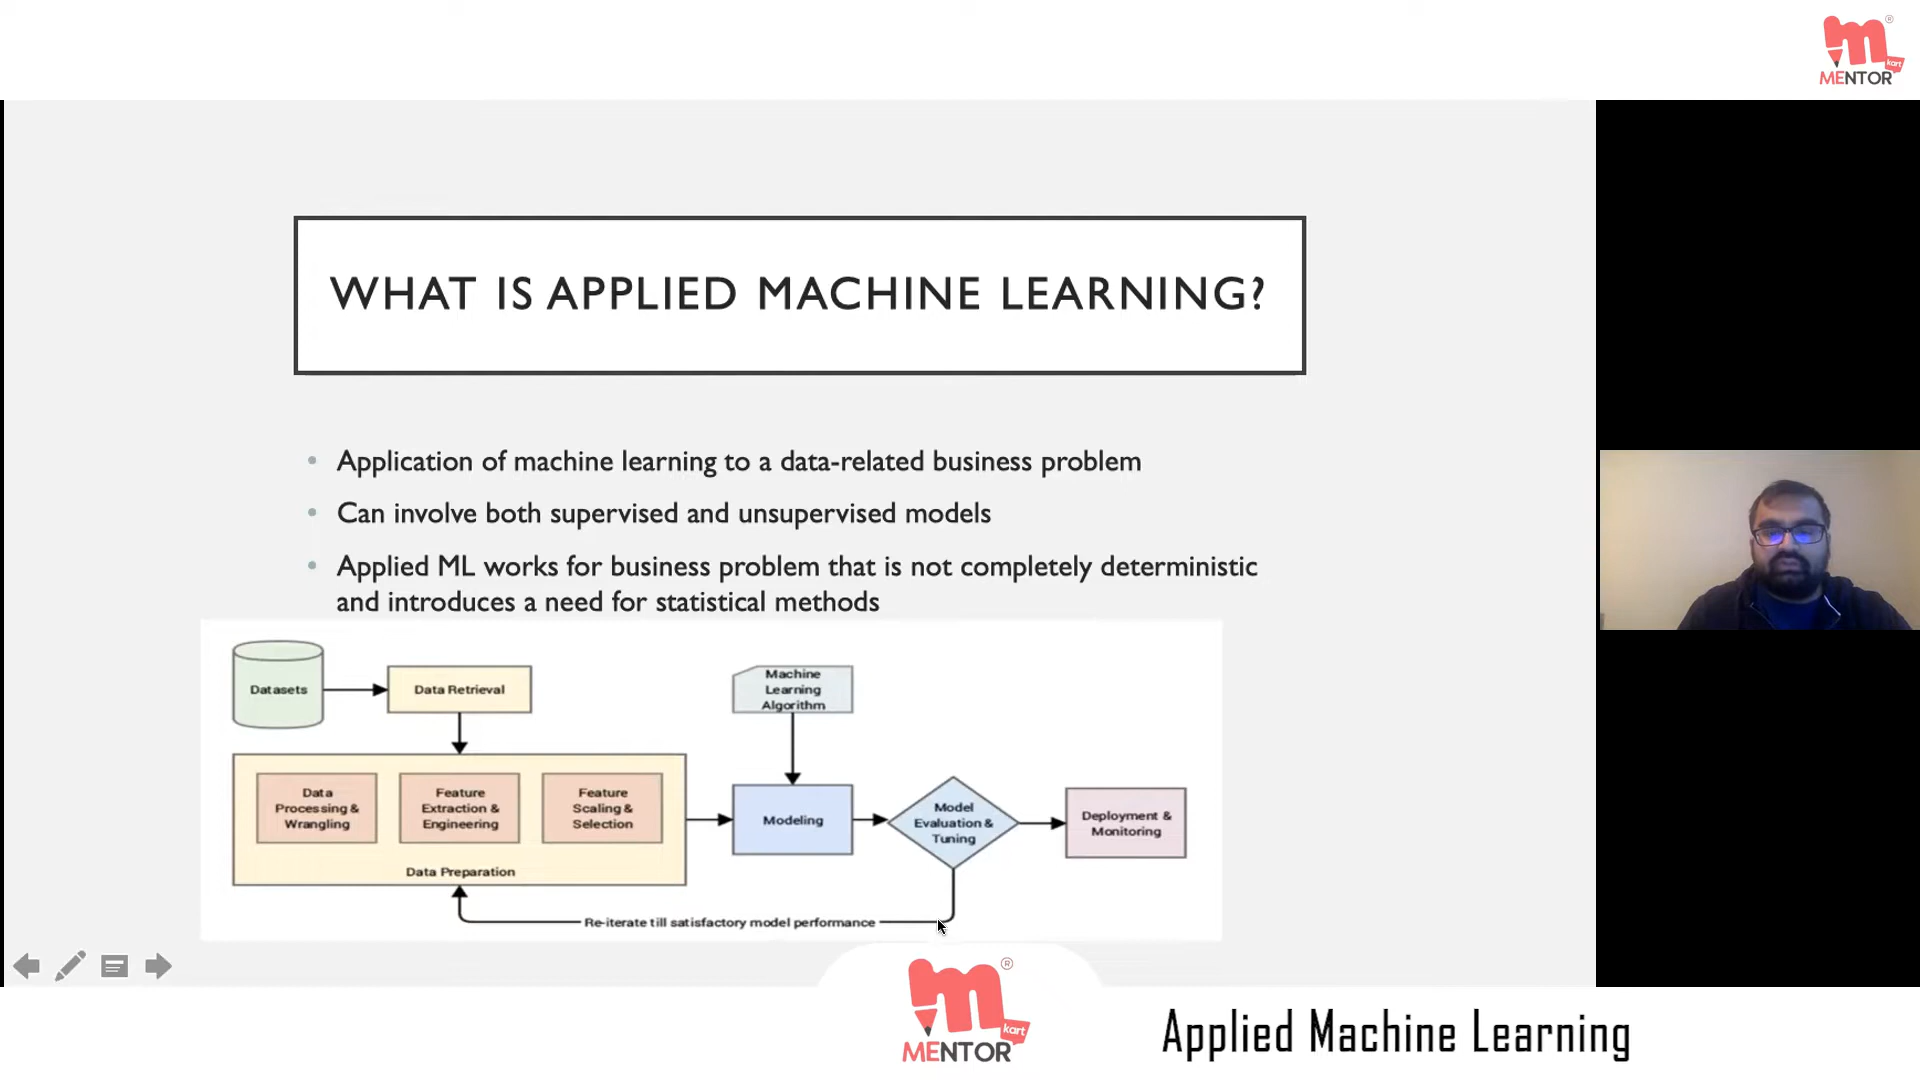 m®
kart
MENTOR
WHAT IS APPLIED MACHINE LEARNING?
• Application of machine learning to a data-related business problem
• Can involve both supervised and unsupervised models
• Applied ML works for business problem that is not completely deterministic
and introduces a need for statistical methods
Datasets
Data Retrieval
Machine
Learning
Algorithm
Data
Processing &
Wrangling
Feature
Extraction &
Engineering
Feature
Scaling &
Selection
Data Preparation
Modeling
Model
Evaluation &
Tuning
Deployment &
Monitoring
Re-iterate till satisfactory model performance
m®
kart
MENTOR
Applied Machine Learning